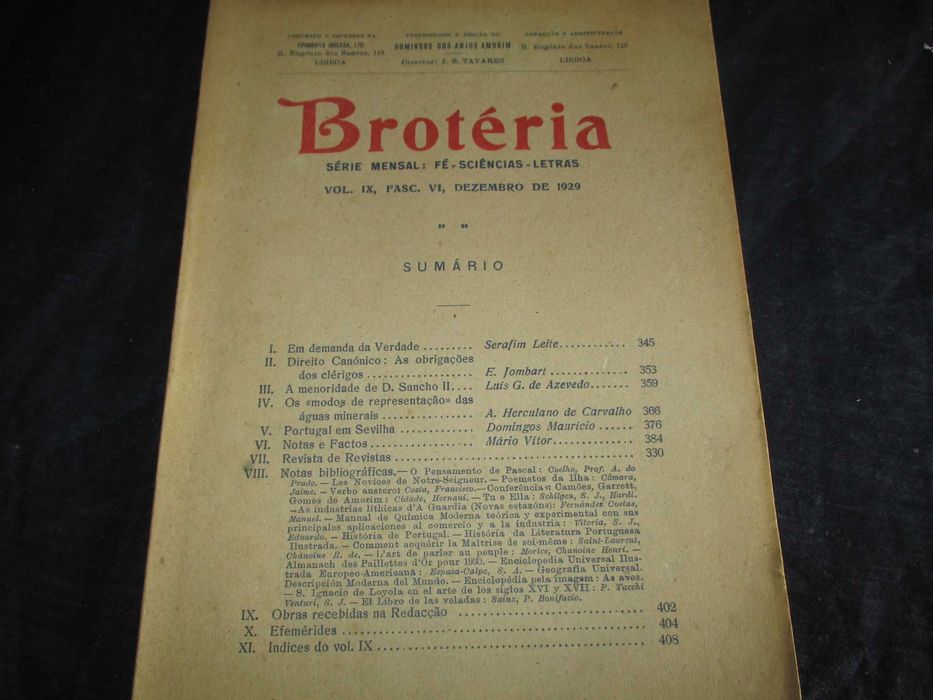 COMPOSTO E IMPRESSO NA
TIPOGRAFIA INGLESA, LTD.
R. Eugénio dos Santos, 118
LISBOA
PROPRIEDADE E EDIÇÃO DE
DOMINGOS DOS ANJOS AMORIM
Director: J. S. TAVARES
REDACÇÃO E ADMINISTRAÇÃO
R. Eugénio dos Santos, 118
LISBOA
Brotéria
SÉRIE MENSAL: FÉ-SCIÊNCIAS-LETRAS
VOL. IX, FASC. VI, DEZEMBRO DE 1929
SUMÁRIO
I. Em demanda da Verdade ......... Serafim Leite............ 345
II. Direito Canónico: As obrigações
dos clérigos .................. E. Jombart .............. 353
III. A menoridade de D. Sancho II.... Luís G. de Azevedo....... 359
IV. Os «modos de representação» das
águas minerais ................ A. Herculano de Carvalho 366
V. Portugal em Sevilha ............. Domingos Maurício ...... 376
VI. Notas e Factos .................. Mário Vítor.............. 384
VII. Revista de Revistas ........................................ 330
VIII. Notas bibliográficas.— O Pensamento de Pascal: Coelho, Prof. A. do
Prado. — Les Novices de Notre-Seigneur. — Poemetos da Ilha: Câmara,
Jaime. — Verbo austero: Costa, Francisco.—Conferências: Camões, Garrett,
Gomes de Amorim: Cidade, Hernani. — Tu e Ella: Schilgen, S. J., Hardi.
—As industrias líthicas d'A Guardia (Novas estazóns): Fernández Costas,
Manuel. — Manual de Química Moderna teórica y experimental con sus
principales aplicaciones al comercio y a la industria: Vitoria, S. J.,
Eduardo. — História de Portugal. — História da Literatura Portuguesa
Ilustrada. — Comment acquérir la Maîtrise de soi-même: Saint-Laurent,
Chanoine R. de. — L'art de parler au peuple: Morice, Chanoine Henri. —
Almanach des Paillettes d'Or pour 1930. — Enciclopedia Universal Ilus-
trada Europeo-Americana: Espasa-Calpe, S. A. — Geografia Universal.
Descripción Moderna del Mundo. — Enciclopédia pela imagem: As aves.
— S. Ignacio de Loyola en el arte de los siglos XVI y XVII: P. Tacchi
Venturi, S. J. — El Libro de las veladas: Sainz, P. Bonifacio.
IX. Obras recebidas na Redacção ............................ 402
X. Efemérides ................................................ 404
XI. Indices do vol. IX ........................................ 408